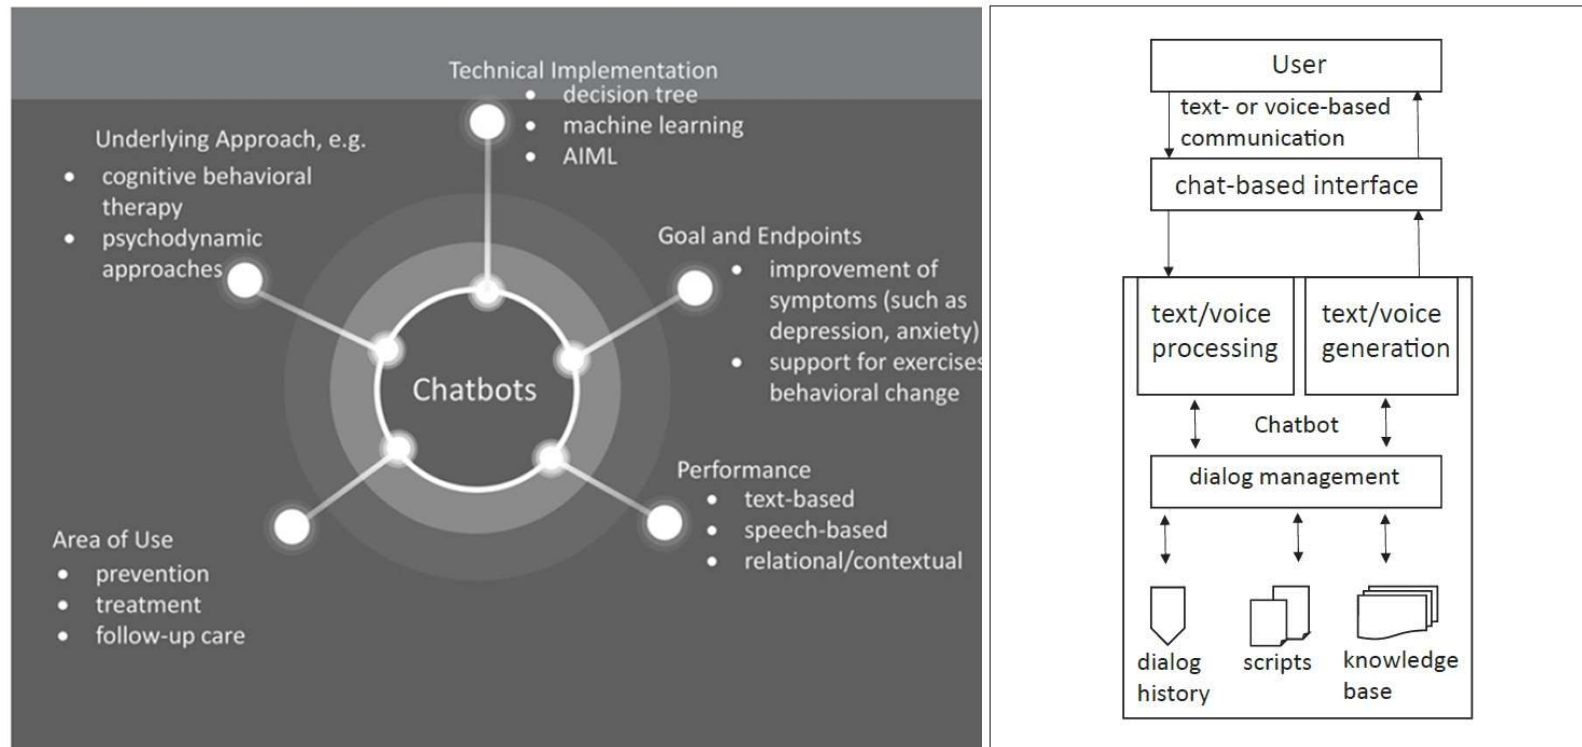 Technical Implementation
• decision tree
• machine learning
• AIML
Underlying Approach, e.g.
• cognitive behavioral
therapy
• psychodynamic
approaches
Goal and Endpoints
• improvement of
symptoms (such as
depression, anxiety)
• support for exercises
behavioral change
Chatbots
Performance
• text-based
• speech-based
• relational/contextual
Area of Use
• prevention
• treatment
• follow-up care
User
text- or voice-based
communication
chat-based interface
text/voice
processing
text/voice
generation
Chatbot
dialog management
dialog
history
scripts
knowledge
base